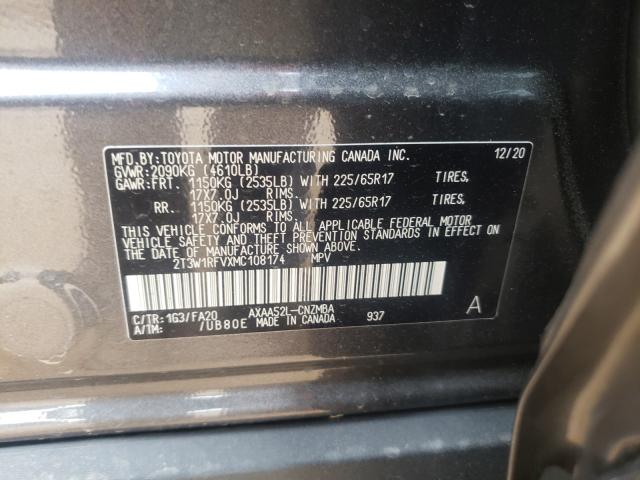 MFD.BY:TOYOTA MOTOR MANUFACTURING CANADA INC. 12/20
GVWR:2090KG (4610LB)
GAWR:FRT. 1150KG (2535LB) WITH 225/65R17 TIRES,
17X7.0J RIMS.
RR. 1150KG (2535LB) WITH 225/65R17 TIRES,
17X7.0J RIMS.
THIS VEHICLE CONFORMS TO ALL APPLICABLE FEDERAL MOTOR
VEHICLE SAFETY AND THEFT PREVENTION STANDARDS IN EFFECT ON
THE DATE OF MANUFACTURE SHOWN ABOVE.
2T3W1RFVXMC108174 MPV
C/TR:1G3/FA20 AXAA52L-CNZMBA A
A/TM: /UB80E MADE IN CANADA 937